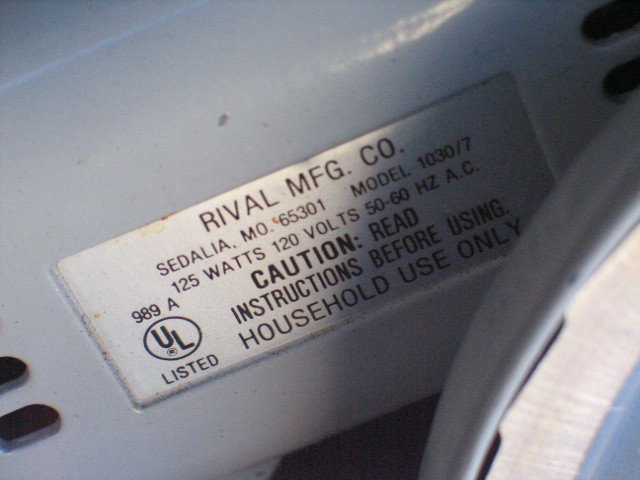 RIVAL MFG. CO.
SEDALIA, MO. 65301 MODEL 1030/7
125 WATTS 120 VOLTS 50-60 HZ A.C.
CAUTION: READ
INSTRUCTIONS BEFORE USING.
HOUSEHOLD USE ONLY
989 A
UL®
LISTED